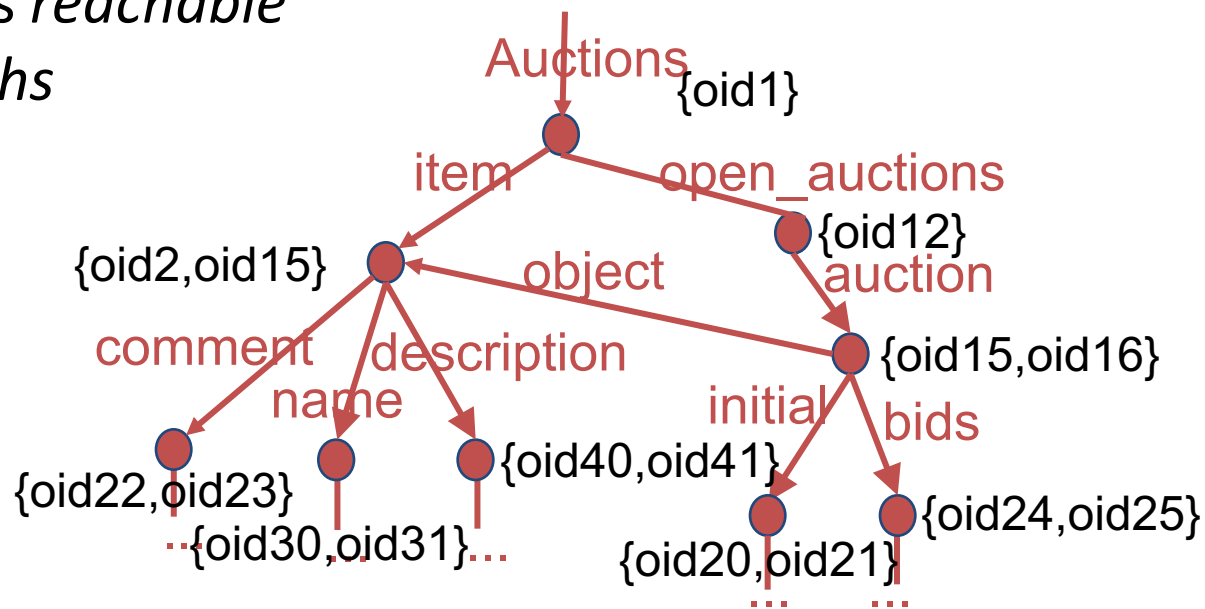 s reachable
hs
Auctions
{oid1}
item
open_auctions
{oid12}
{oid2,oid15}
object
auction
comment
description
{oid15,oid16}
name
initial
bids
{oid40,oid41}
{oid22,oid23}
{oid24,oid25}
{oid30,oid31}
...
...
...
{oid20,oid21}
...
...